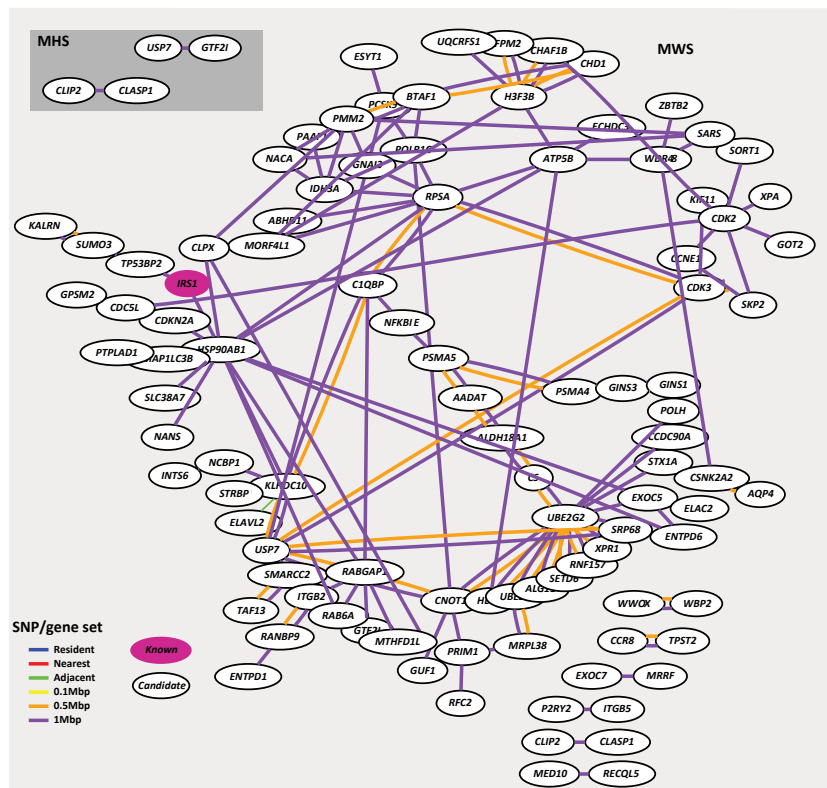 MHS
USP7
GTF2I
CLIP2
CLASP1
MWS
ESYT1
UQCRFS1
CHAF1B
CHD1
BTAF1
H3F3B
PMM2
ZBTB2
SARS
SORT1
NACA
GNAI2
ATP5B
IDH3A
RPSA
KIF11
XPA
CDK2
GOT2
ABHD11
MORF4L1
CLPX
KALRN
SUMO3
TP53BP2
IRS1
CCNE1
CDK3
SKP2
GPSM2
CDC5L
C1QBP
CDKN2A
NFKBIE
HSP90AB1
PTPLAD1
MAP1LC3B
PSMA5
SLC38A7
AADAT
PSMA4
GINS3
GINS1
POLH
NANS
ALDH18A1
CCDC90A
STX1A
NCBP1
INTS6
KLHDC10
CS
CSNK2A2
AQP4
STRBP
EXOC5
ELAC2
ELAVL2
UBE2G2
SRP68
ENTPD6
USP7
XPR1
RNF157
SMARCC2
RABGAP1
SETD6
ITGB2
CNOT1
TAF13
RAB6A
WWOX
WBP2
RANBP9
GTF2I
MTHFD1L
PRIM1
MRPL38
CCR8
TPST2
GUF1
ENTPD1
EXOC7
MRRF
RFC2
P2RY2
ITGB5
CLIP2
CLASP1
MED10
RECQL5
SNP/gene set
Resident
Nearest
Adjacent
0.1Mbp
0.5Mbp
1Mbp
Known
Candidate